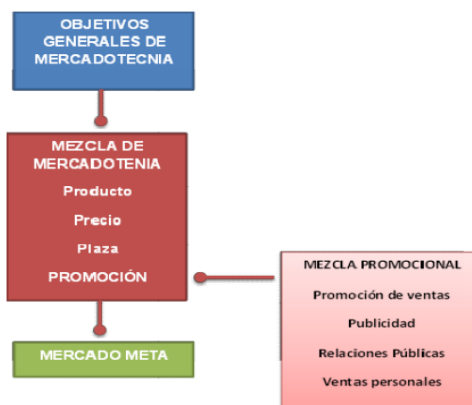 OBJETIVOS
GENERALES DE
MERCADOTECNIA
MEZCLA DE
MERCADOTENIA
Producto
Precio
Plaza
PROMOCIÓN
MERCADO META
MEZCLA PROMOCIONAL
Promoción de ventas
Publicidad
Relaciones Públicas
Ventas personales